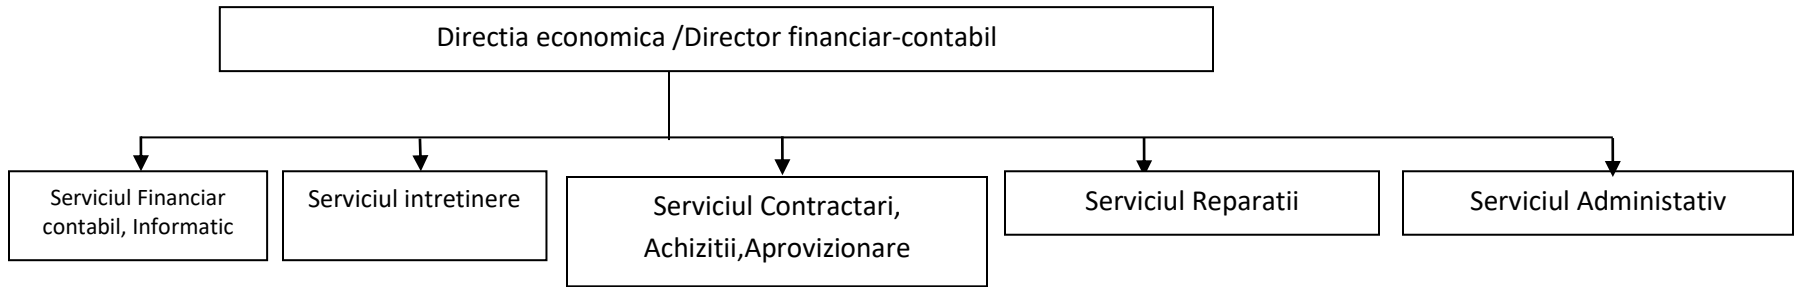 Directia economica /Director financiar-contabil
Serviciul Financiar
contabil, Informatic
Serviciul intretinere
Serviciul Contractari,
Achizitii,Aprovizionare
Serviciul Reparatii
Serviciul Administativ